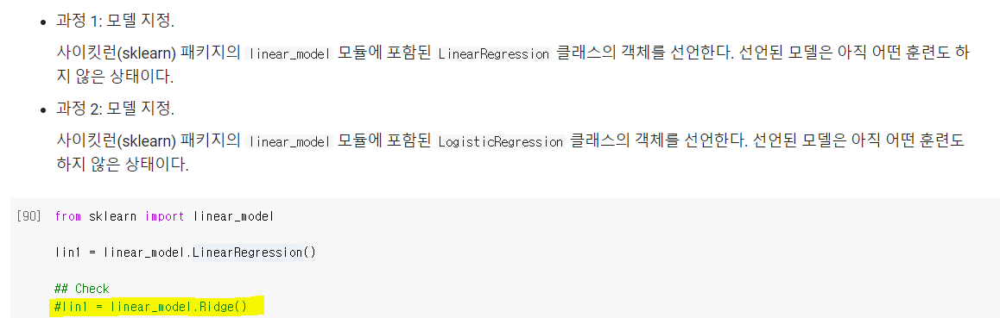 과정 1: 모델 지정.
사이킷런(sklearn) 패키지의 linear_model 모듈에 포함된 LinearRegression 클래스의 객체를 선언한다. 선언된 모델은 아직 어떤 훈련도 하
지 않은 상태이다.
과정 2: 모델 지정.
사이킷런(sklearn) 패키지의 linear_model 모듈에 포함된 LogisticRegression 클래스의 객체를 선언한다. 선언된 모델은 아직 어떤 훈련도
하지 않은 상태이다.
[90] from sklearn import linear_model
lin1 = linear_model.LinearRegression()
## Check
#lin1 = linear_model.Ridge()